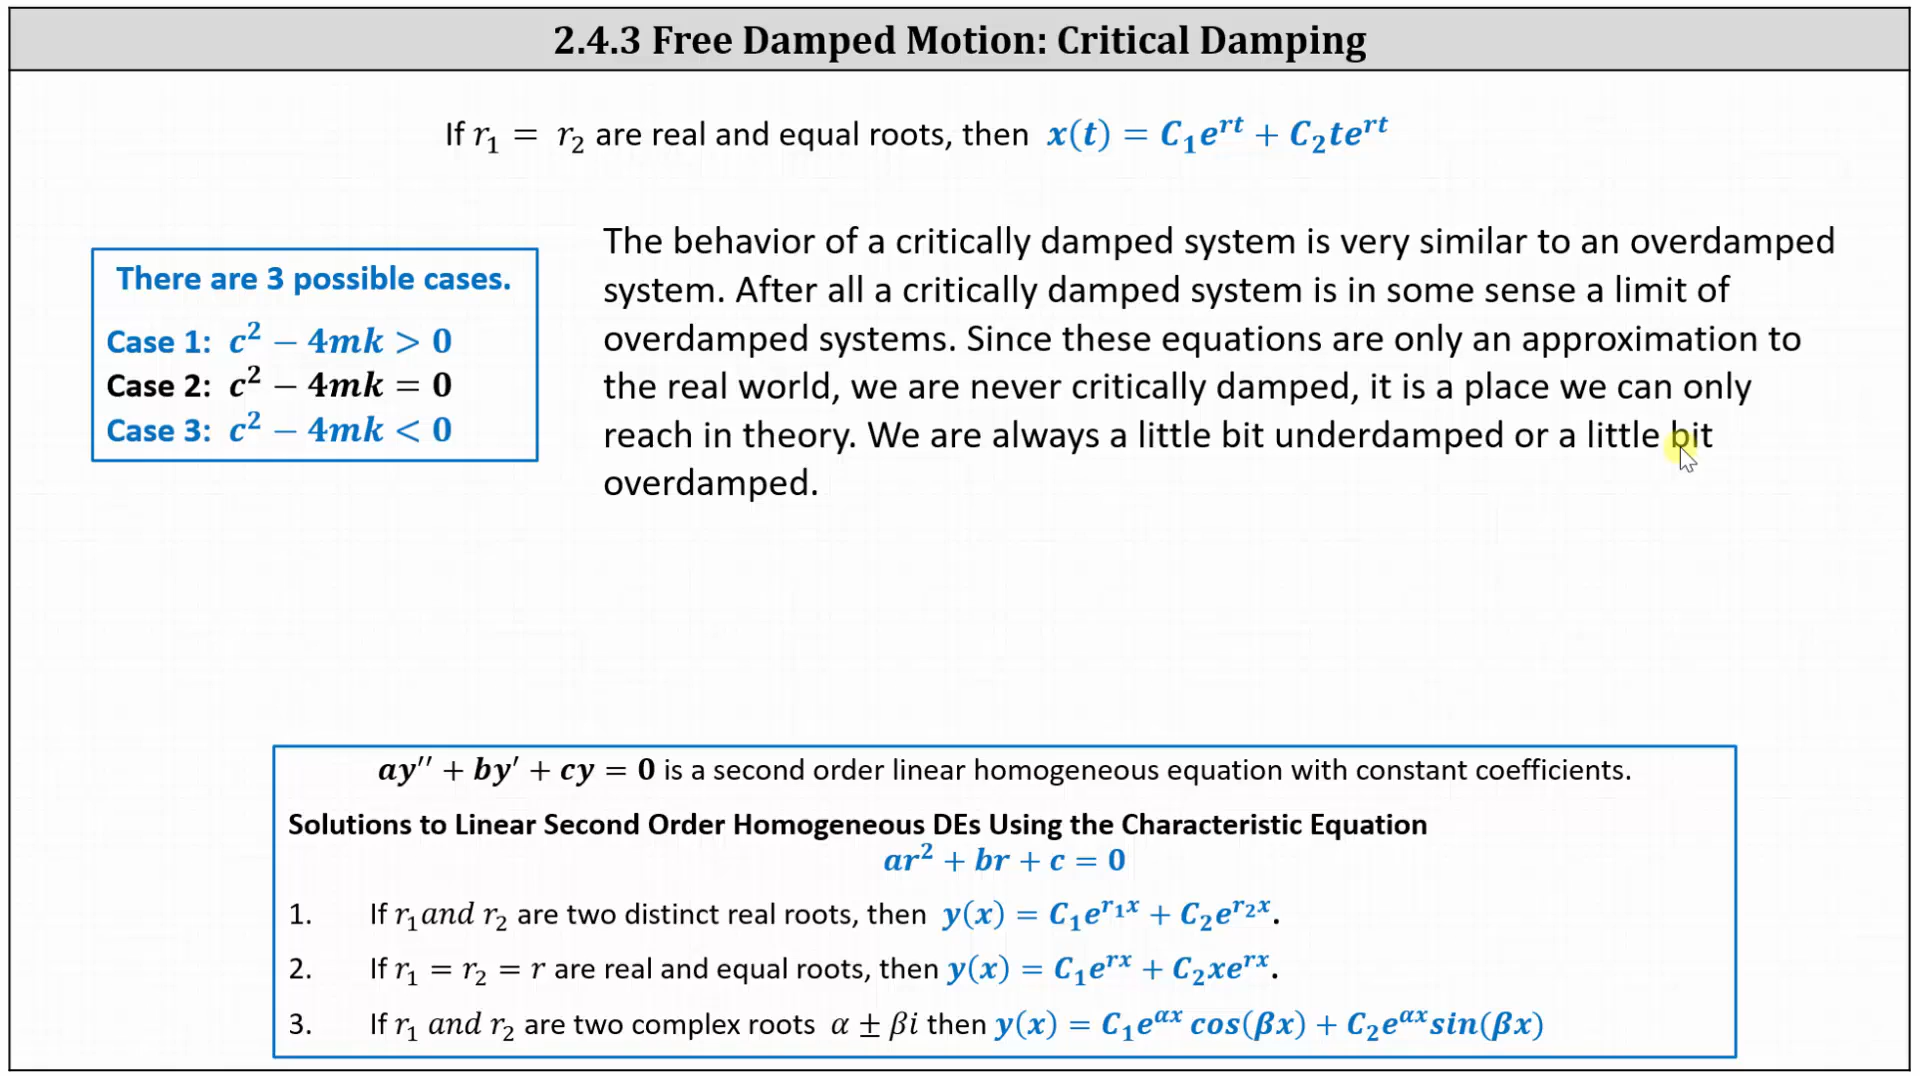 2.4.3 Free Damped Motion: Critical Damping
If r₁ = r₂ are real and equal roots, then x(t) = C₁eʳᵗ + C₂teʳᵗ
There are 3 possible cases.
Case 1: c² − 4mk > 0
Case 2: c² − 4mk = 0
Case 3: c² − 4mk < 0
The behavior of a critically damped system is very similar to an overdamped
system. After all a critically damped system is in some sense a limit of
overdamped systems. Since these equations are only an approximation to
the real world, we are never critically damped, it is a place we can only
reach in theory. We are always a little bit underdamped or a little bit
overdamped.
ay′′ + by′ + cy = 0 is a second order linear homogeneous equation with constant coefficients.
Solutions to Linear Second Order Homogeneous DEs Using the Characteristic Equation
ar² + br + c = 0
1. If r₁ and r₂ are two distinct real roots, then y(x) = C₁e^{r₁x} + C₂e^{r₂x}.
2. If r₁ = r₂ = r are real and equal roots, then y(x) = C₁e^{rx} + C₂xe^{rx}.
3. If r₁ and r₂ are two complex roots α ± βi then y(x) = C₁e^{αx} cos(βx) + C₂e^{αx}sin(βx)